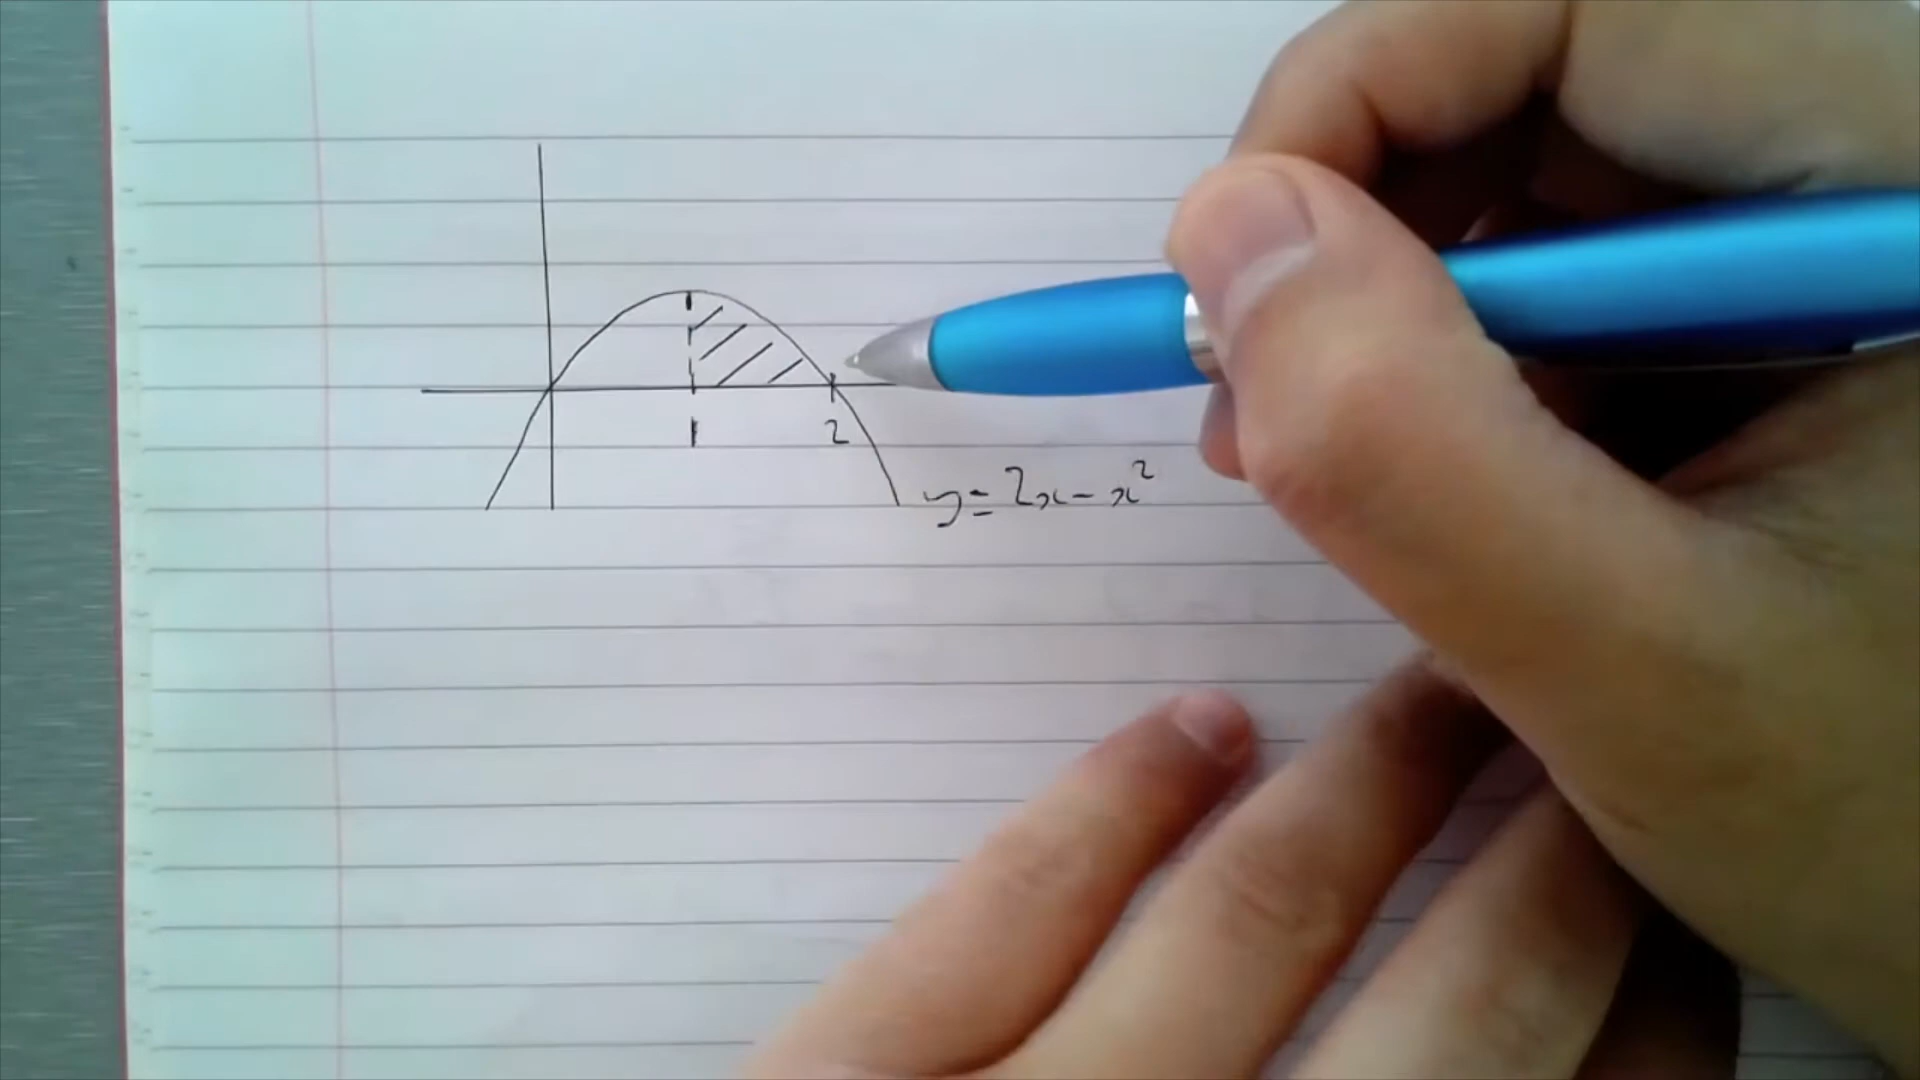 1 2
y = 2x - x²